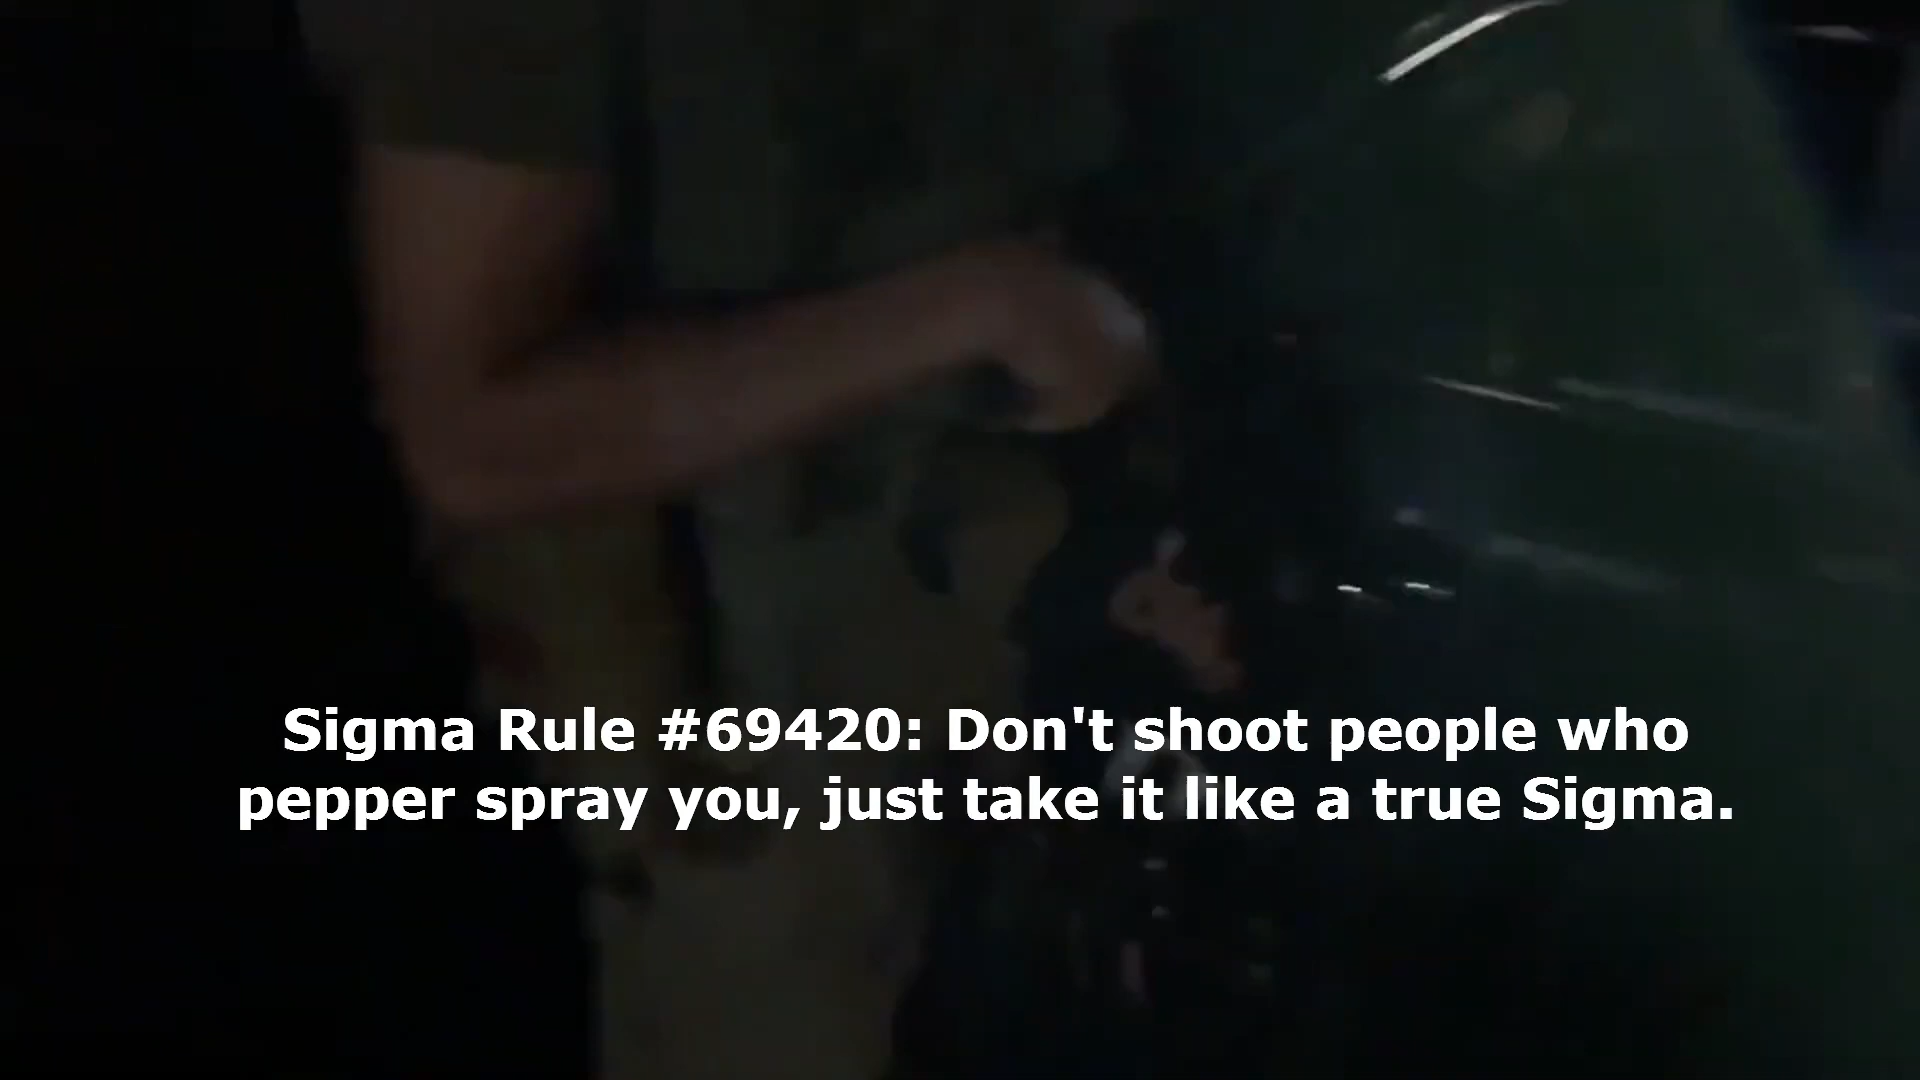 Sigma Rule #69420: Don't shoot people who
pepper spray you, just take it like a true Sigma.